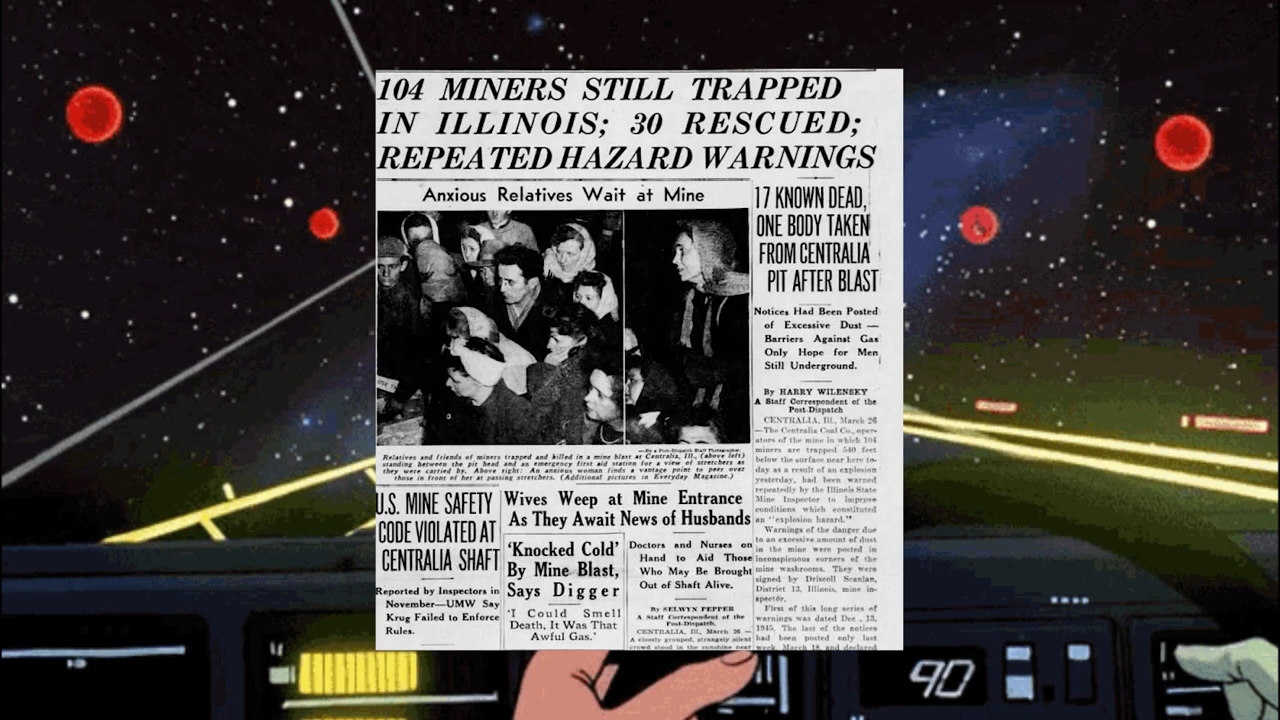 104 MINERS STILL TRAPPED
IN ILLINOIS; 30 RESCUED;
REPEATED HAZARD WARNINGS
Anxious Relatives Wait at Mine
—By a Post-Dispatch Staff Photographer.
Relatives and friends of miners trapped and killed in a mine blast at Centralia, Ill., (above left)
standing between the pit head and an emergency first aid station for a view of stretchers as
they were carried by. Above right: An anxious woman finds a vantage point to peer over
those in front of her at passing stretchers. (Additional pictures in Everyday Magazine.)
U.S. MINE SAFETY
CODE VIOLATED AT
CENTRALIA SHAFT
Reported by Inspectors in
November—UMW Say
Krug Failed to Enforce
Rules.
Wives Weep at Mine Entrance
As They Await News of Husbands
'Knocked Cold'
By Mine Blast,
Says Digger
'I Could Smell
Death, It Was That
Awful Gas.'
Doctors and Nurses on
Hand to Aid Those
Who May Be Brought
Out of Shaft Alive.
By SELWYN PEPPER
A Staff Correspondent of the
Post-Dispatch.
CENTRALIA, Ill., March 26 —
A closely grouped, strangely silent
crowd stood in the sunshine near
17 KNOWN DEAD,
ONE BODY TAKEN
FROM CENTRALIA
PIT AFTER BLAST
Notices Had Been Posted
of Excessive Dust —
Barriers Against Gas
Only Hope for Men
Still Underground.
By HARRY WILENSKY
A Staff Correspondent of the
Post-Dispatch
CENTRALIA, Ill., March 26
—The Centralia Coal Co., oper-
ators of the mine in which 104
miners are trapped 540 feet
below the surface near here to-
day as a result of an explosion
yesterday, had been warned
repeatedly by the Illinois State
Mine Inspector to improve
conditions which constituted
an "explosion hazard."
Warnings of the danger due
to an excessive amount of dust
in the mine were posted in
inconspicuous corners of the
mine washrooms. They were
signed by Driscoll Scanlan,
District 13, Illinois, mine in-
spector.
First of this long series of
warnings was dated Dec. 13,
1945. The last of the notices
had been posted only last
week, March 18, and declared
90